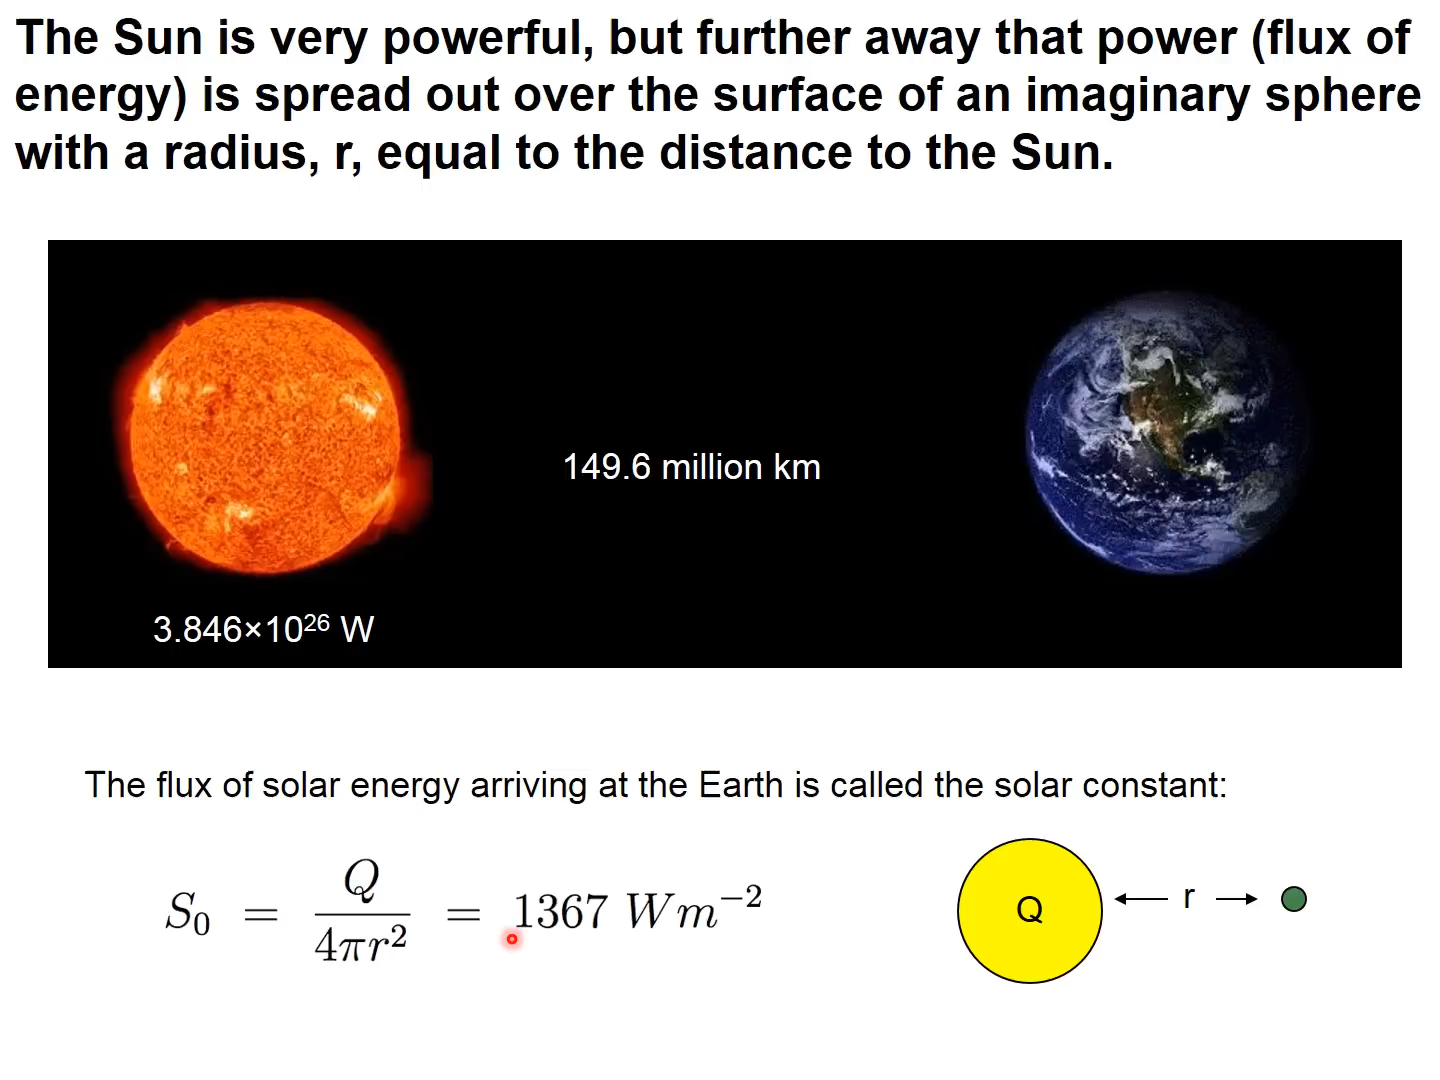 The Sun is very powerful, but further away that power (flux of
energy) is spread out over the surface of an imaginary sphere
with a radius, r, equal to the distance to the Sun.
149.6 million km
3.846×10²⁶ W
The flux of solar energy arriving at the Earth is called the solar constant:
S₀ = Q / 4πr² = 1367 Wm⁻²
Q
r